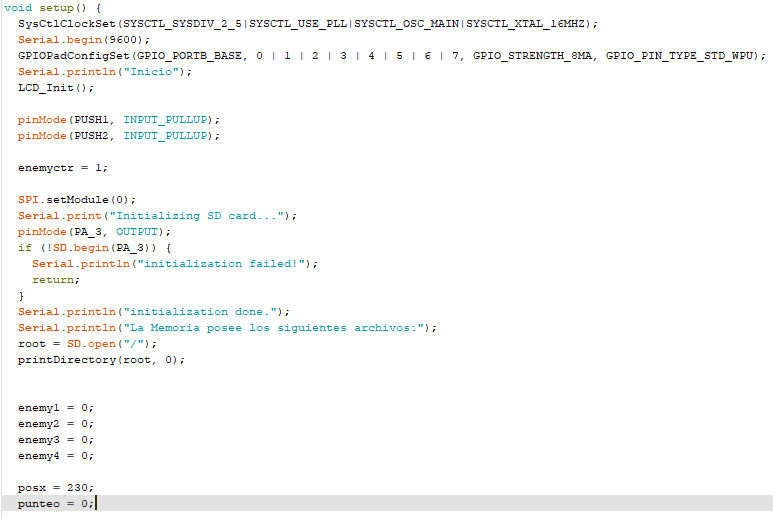 void setup() {
  SysCtlClockSet(SYSCTL_SYSDIV_2_5|SYSCTL_USE_PLL|SYSCTL_OSC_MAIN|SYSCTL_XTAL_16MHZ);
  Serial.begin(9600);
  GPIOPadConfigSet(GPIO_PORTB_BASE, 0 | 1 | 2 | 3 | 4 | 5 | 6 | 7, GPIO_STRENGTH_8MA, GPIO_PIN_TYPE_STD_WPU);
  Serial.println("Inicio");
  LCD_Init();
  pinMode(PUSH1, INPUT_PULLUP);
  pinMode(PUSH2, INPUT_PULLUP);
  enemyctr = 1;
  SPI.setModule(0);
  Serial.print("Initializing SD card...");
  pinMode(PA_3, OUTPUT);
  if (!SD.begin(PA_3)) {
    Serial.println("initialization failed!");
    return;
  }
  Serial.println("initialization done.");
  Serial.println("La Memoria posee los siguientes archivos:");
  root = SD.open("/");
  printDirectory(root, 0);
  enemy1 = 0;
  enemy2 = 0;
  enemy3 = 0;
  enemy4 = 0;
  posx = 230;
  punteo = 0;